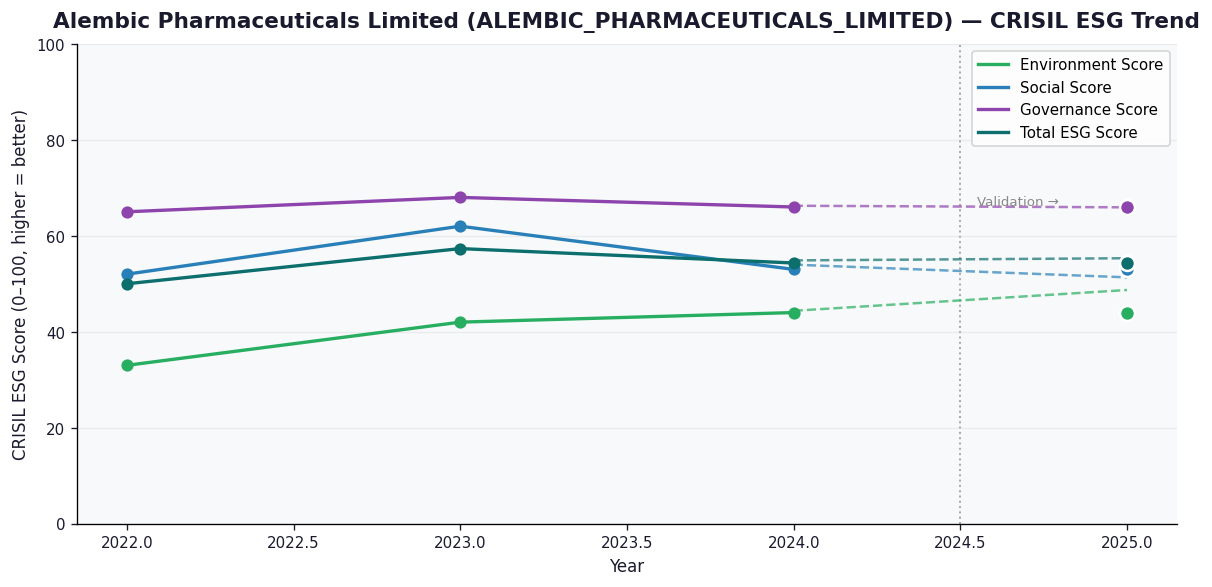 Alembic Pharmaceuticals Limited (ALEMBIC_PHARMACEUTICALS_LIMITED) — CRISIL ESG Trend
CRISIL ESG Score (0–100, higher = better)
100
80
60
40
20
0
Environment Score
Social Score
Governance Score
Total ESG Score
Validation →
2022.0
2022.5
2023.0
2023.5
2024.0
2024.5
2025.0
Year